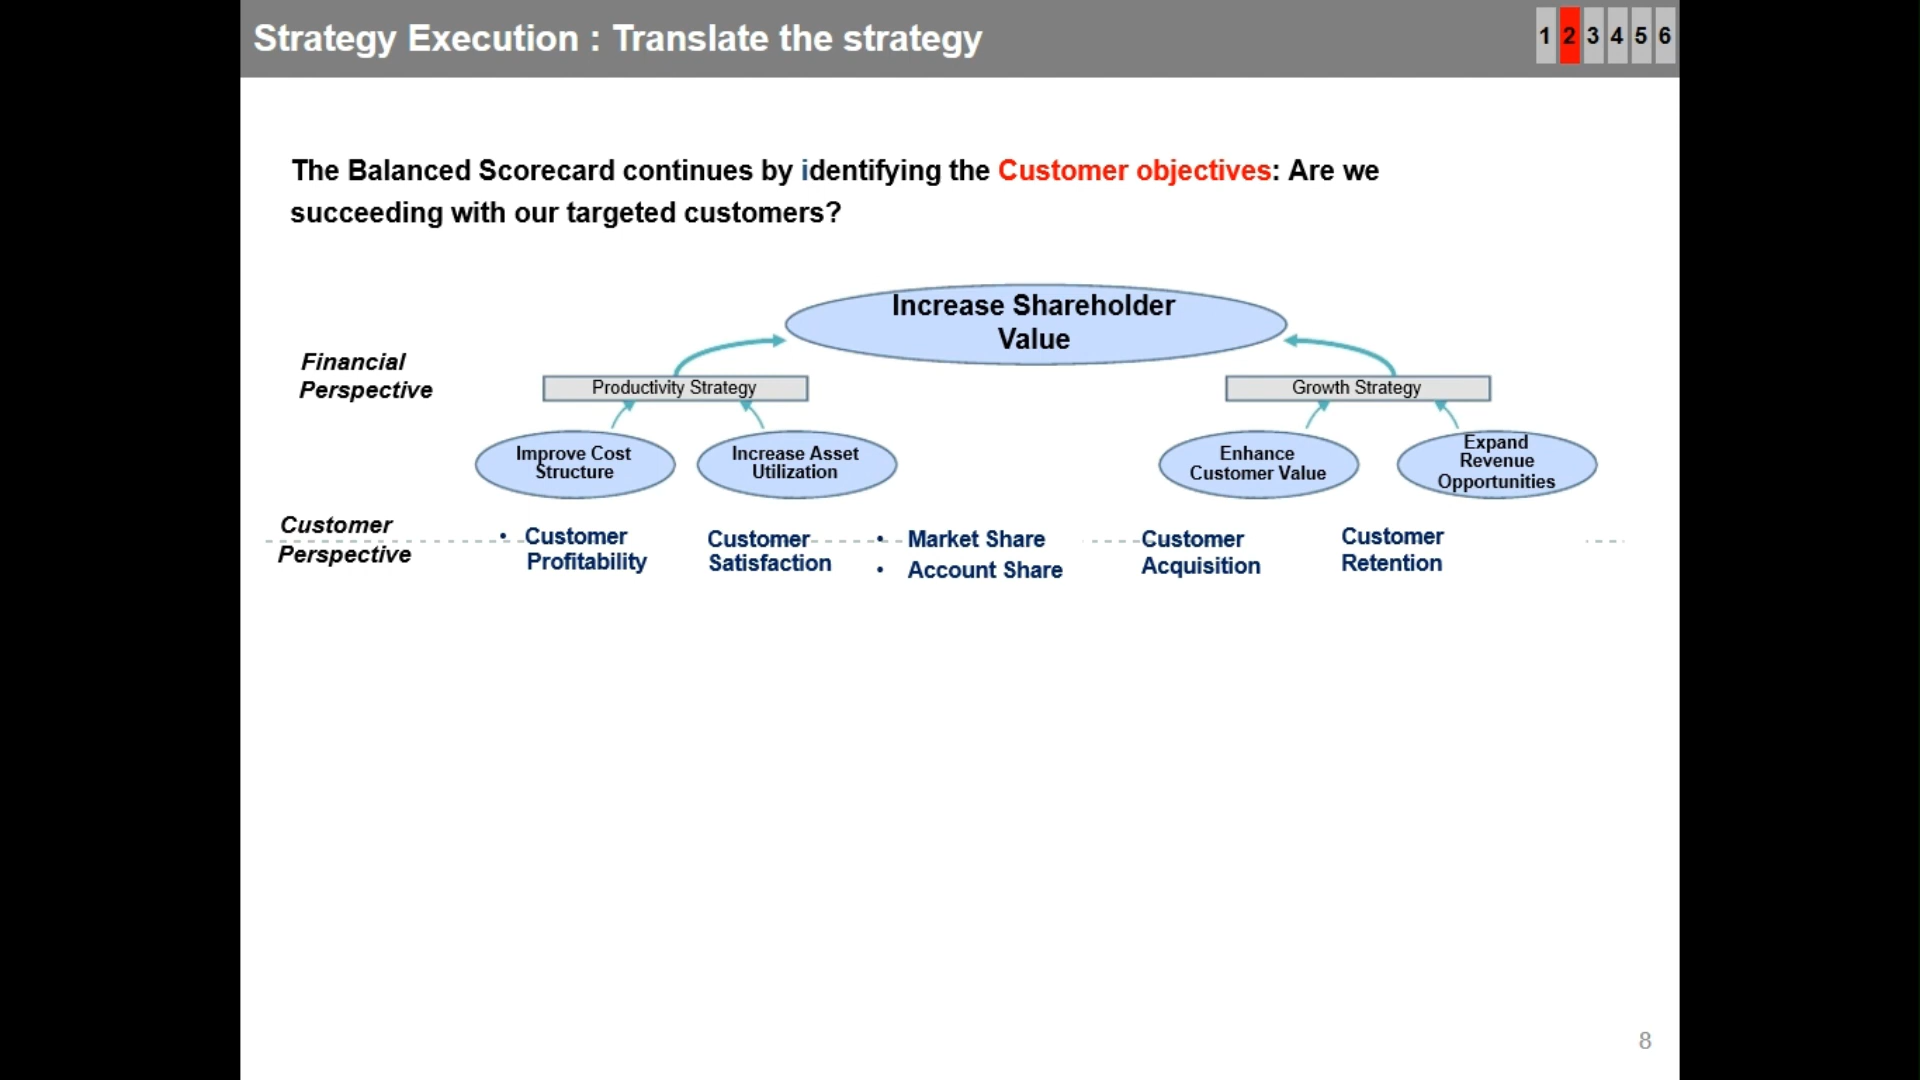 Strategy Execution : Translate the strategy
1 2 3 4 5 6
The Balanced Scorecard continues by identifying the Customer objectives: Are we
succeeding with our targeted customers?
Increase Shareholder
Value
Financial
Perspective
Productivity Strategy
Growth Strategy
Improve Cost
Structure
Increase Asset
Utilization
Enhance
Customer Value
Expand
Revenue
Opportunities
Customer
Perspective
• Customer
Profitability
Customer
Satisfaction
• Market Share
• Account Share
Customer
Acquisition
Customer
Retention
8